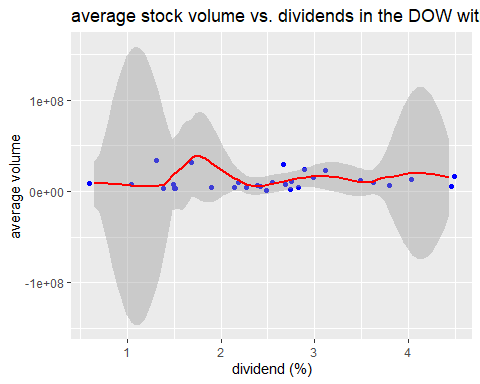 average stock volume vs. dividends in the DOW wit
1e+08
0e+00
-1e+08
average volume
1
2
3
4
dividend (%)